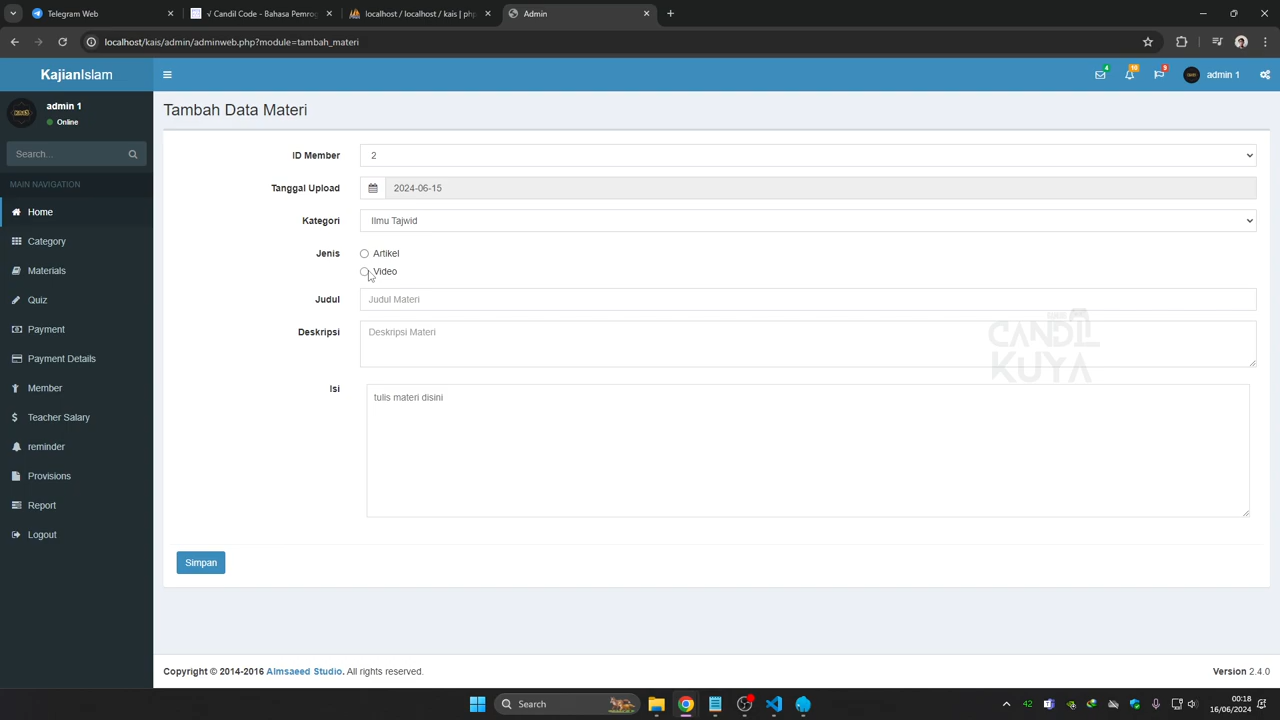 Telegram Web
√ Candil Code - Bahasa Pemrog
localhost / localhost / kais | php
Admin
localhost/kais/admin/adminweb.php?module=tambah_materi
KajianIslam
4
10
9
admin 1
admin 1
Online
Search...
MAIN NAVIGATION
Home
Category
Materials
Quiz
Payment
Payment Details
Member
Teacher Salary
reminder
Provisions
Report
Logout
Tambah Data Materi
ID Member
2
Tanggal Upload
2024-06-15
Kategori
Ilmu Tajwid
Jenis
Artikel
Video
Judul
Judul Materi
Deskripsi
Deskripsi Materi
CANDIL
KUYA
Isi
tulis materi disini
Simpan
Copyright © 2014-2016 Almsaeed Studio. All rights reserved.
Version 2.4.0
Search
42
00:18
16/06/2024